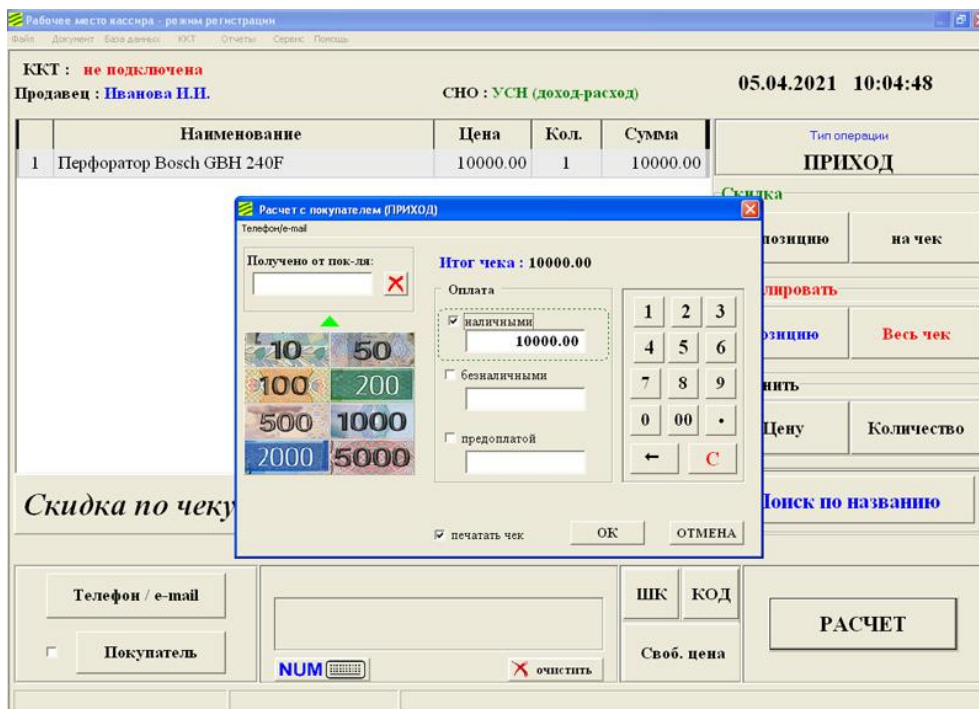 Рабочее место кассира - режим регистрации
Файл Документ База данных ККТ Отчеты Сервис Помощь
ККТ : не подключена
Продавец : Иванова И.И.
СНО : УСН (доход-расход)
05.04.2021 10:04:48
Наименование Цена Кол. Сумма
1 Перфоратор Bosch GBH 240F 10000.00 1 10000.00
Тип операции
ПРИХОД
Скидка
позицию на чек
лировать
зицию Весь чек
нить
Цену Количество
Поиск по названию
Расчет с покупателем (ПРИХОД)
Телефон/e-mail
Получено от пок-ля:
Итог чека : 10000.00
Оплата
наличными
10000.00
безналичными
предоплатой
10 50
100 200
500 1000
2000 5000
1 2 3
4 5 6
7 8 9
0 00 •
← C
печатать чек
ОК ОТМЕНА
Скидка по чеку
Телефон / e-mail
Покупатель
NUM
очистить
ШК КОД
Своб. цена
РАСЧЕТ